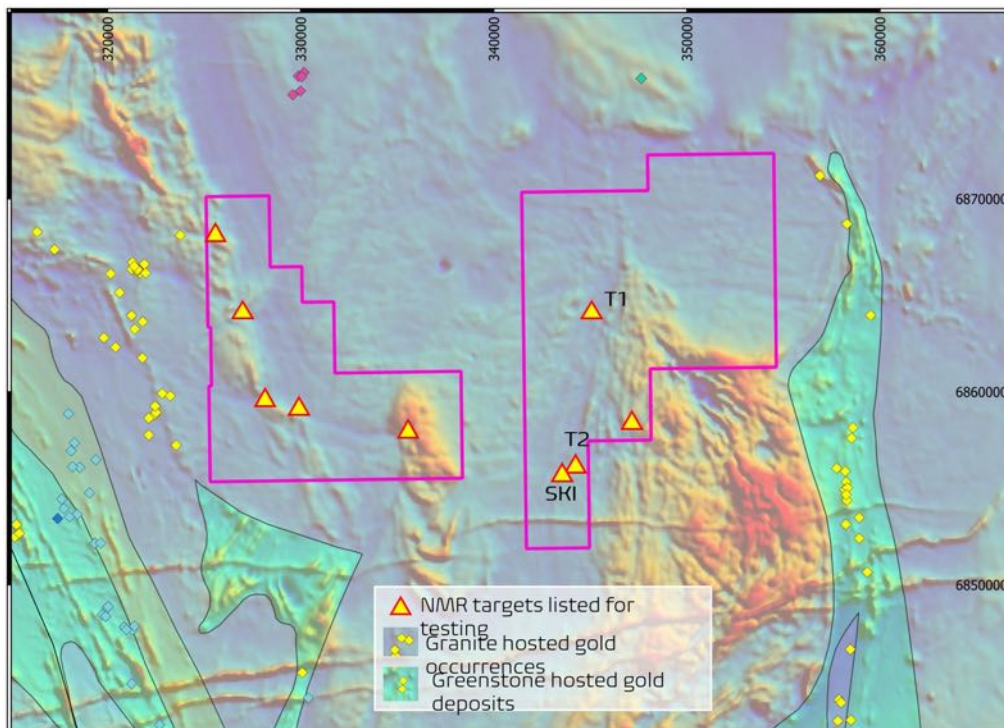 320000
330000
340000
350000
360000
6870000
T1
6860000
T2
SKI
6850000
NMR targets listed for
testing
Granite hosted gold
occurrences
Greenstone hosted gold
deposits